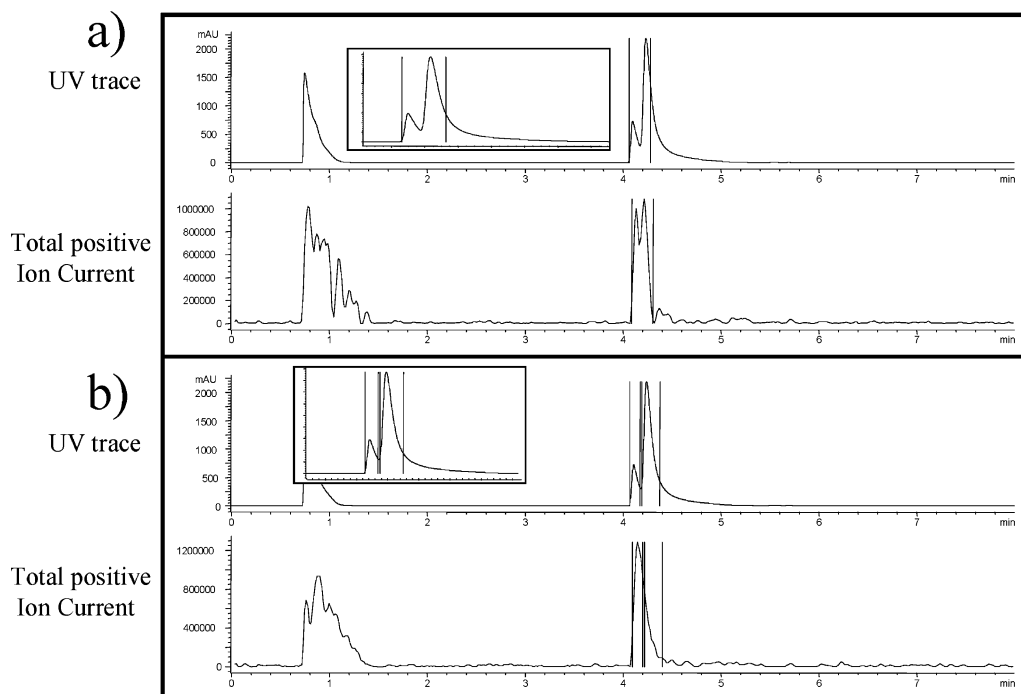 a)
UV trace
mAU
2000
1500
1000
500
0
0 1 2 3 4 5 6 7 min
Total positive
Ion Current
1000000
800000
600000
400000
200000
0
0 1 2 3 4 5 6 7 min
b)
UV trace
mAU
2000
1500
1000
500
0
0 1 2 3 4 5 6 7 min
Total positive
Ion Current
1200000
800000
400000
0
0 1 2 3 4 5 6 7 min